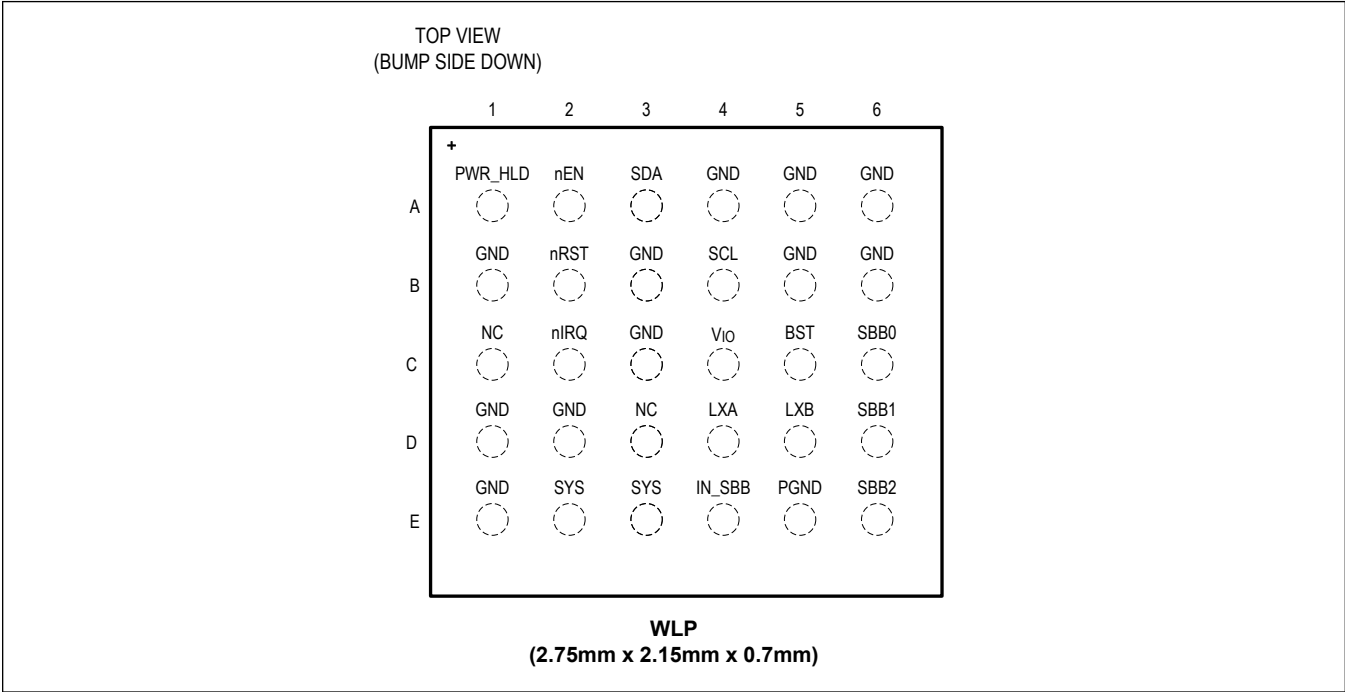 TOP VIEW
(BUMP SIDE DOWN)
1 2 3 4 5 6
+
PWR_HLD nEN SDA GND GND GND
A
GND nRST GND SCL GND GND
B
NC nIRQ GND VIO BST SBB0
C
GND GND NC LXA LXB SBB1
D
GND SYS SYS IN_SBB PGND SBB2
E
WLP
(2.75mm x 2.15mm x 0.7mm)